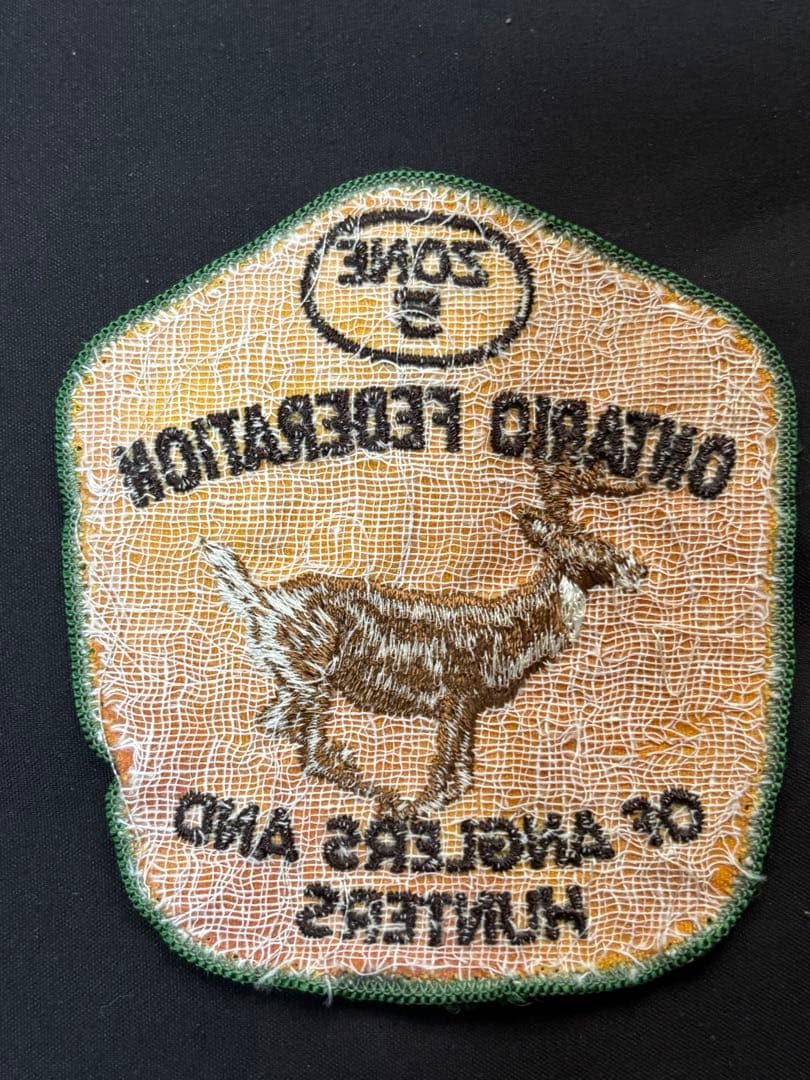 ZONE
ONTARIO FEDERATION
OF ANGLERS AND
HUNTERS